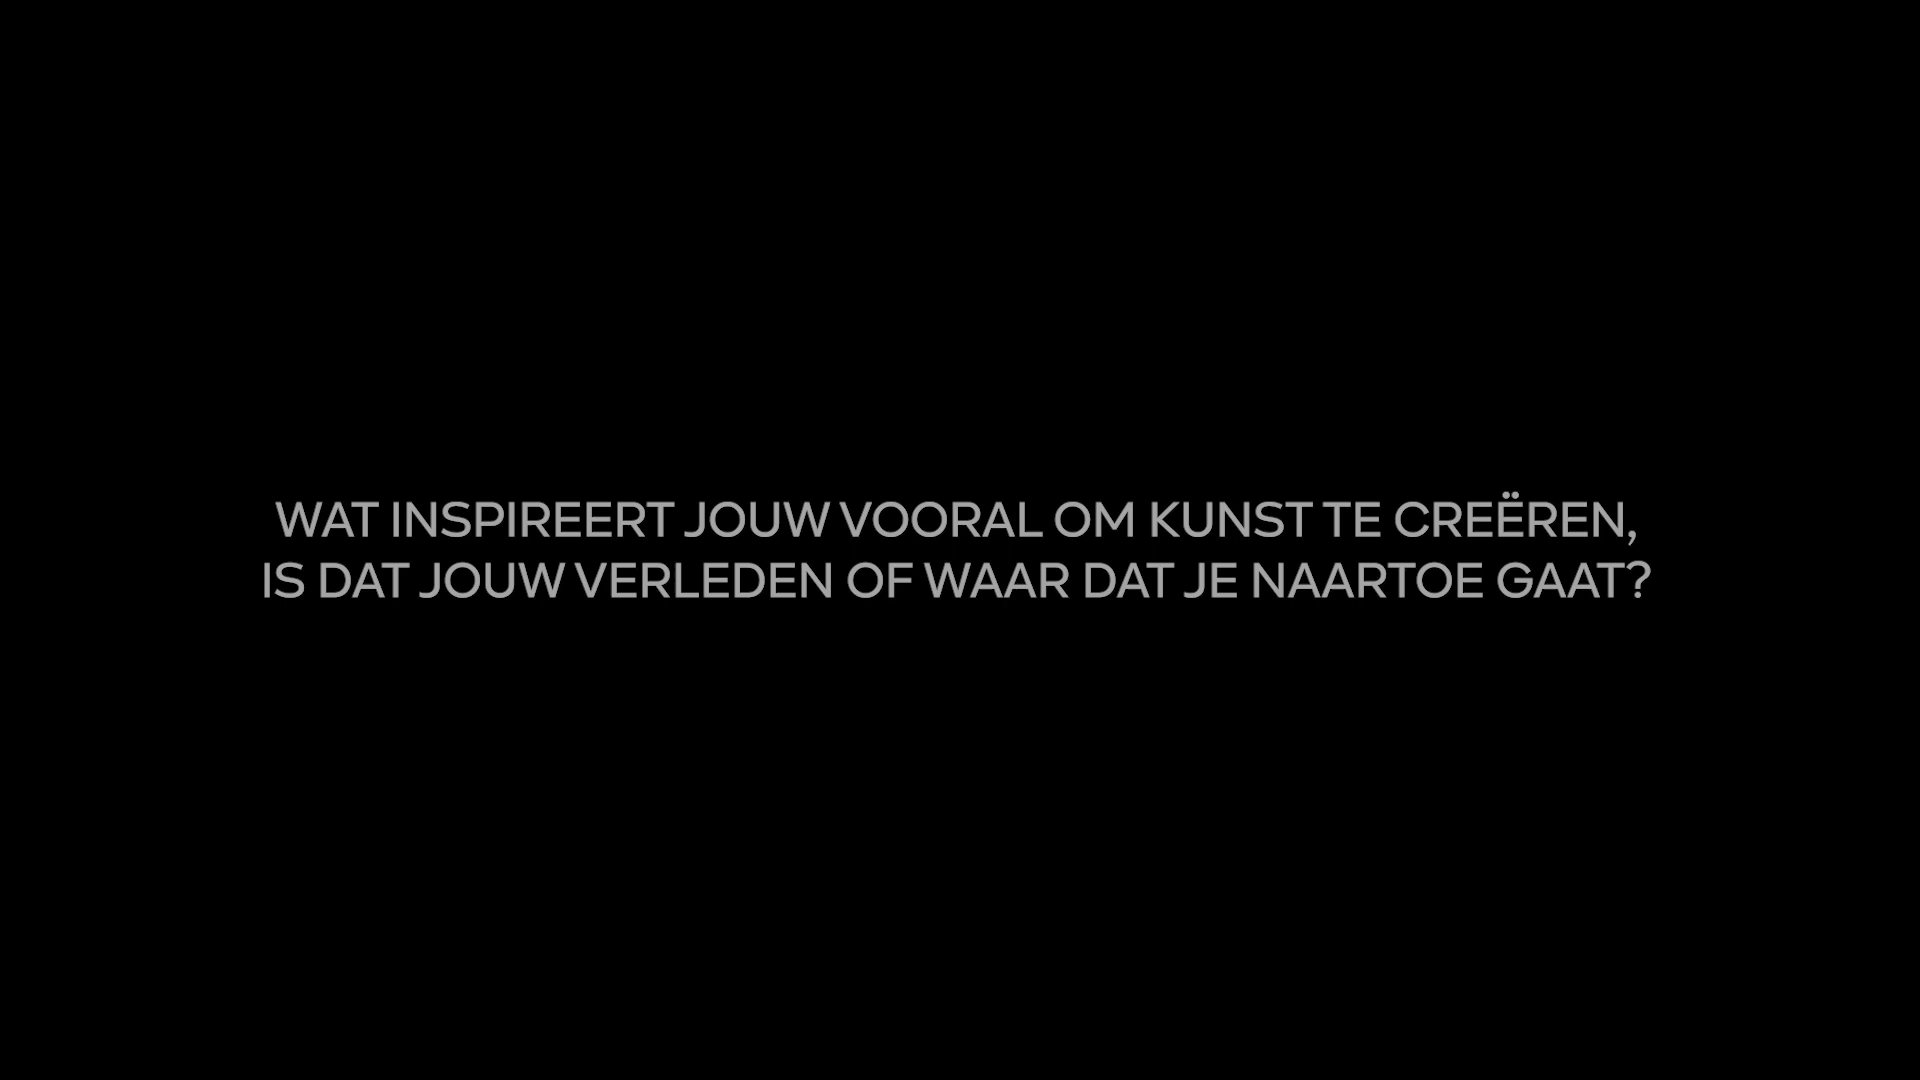 WAT INSPIREERT JOUW VOORAL OM KUNST TE CREËREN,
IS DAT JOUW VERLEDEN OF WAAR DAT JE NAARTOE GAAT?